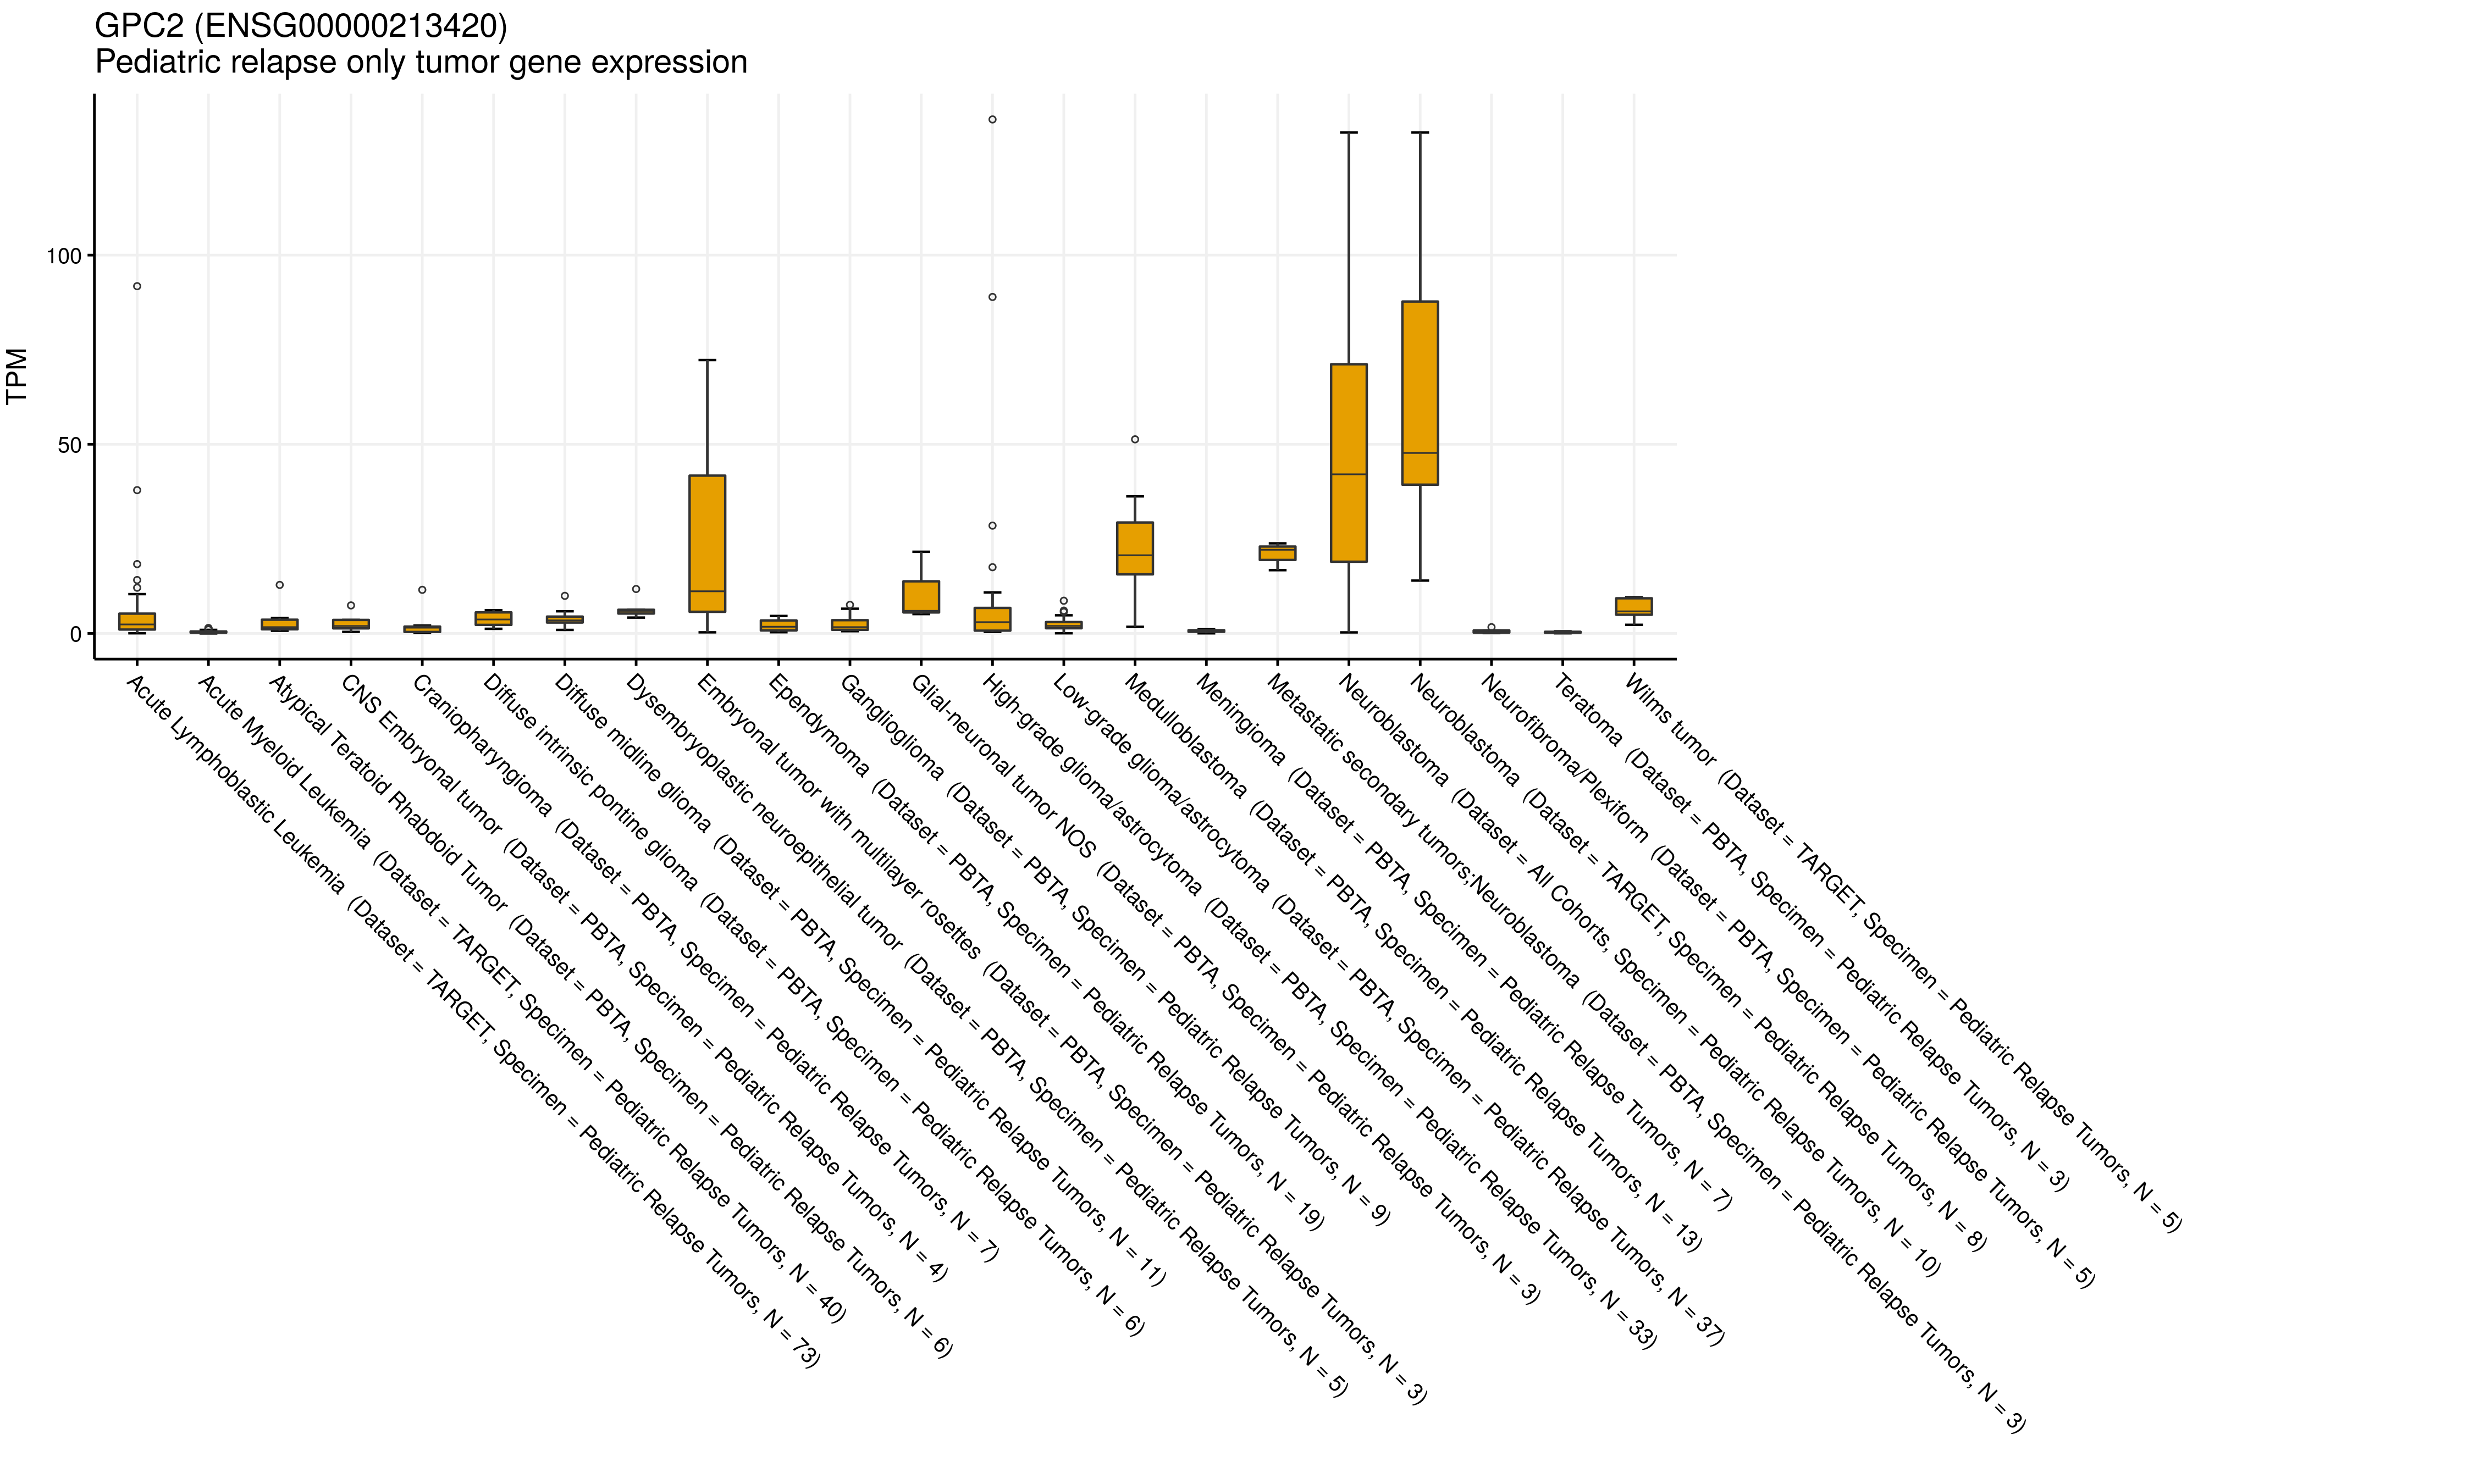 GPC2 (ENSG00000213420)
Pediatric relapse only tumor gene expression
TPM
100
50
0
Acute Lymphoblastic Leukemia (Dataset = TARGET, Specimen = Pediatric Relapse Tumors, N = 73)
Acute Myeloid Leukemia (Dataset = TARGET, Specimen = Pediatric Relapse Tumors, N = 40)
Atypical Teratoid Rhabdoid Tumor (Dataset = PBTA, Specimen = Pediatric Relapse Tumors, N = 6)
CNS Embryonal tumor (Dataset = PBTA, Specimen = Pediatric Relapse Tumors, N = 4)
Craniopharyngioma (Dataset = PBTA, Specimen = Pediatric Relapse Tumors, N = 7)
Diffuse intrinsic pontine glioma (Dataset = PBTA, Specimen = Pediatric Relapse Tumors, N = 6)
Diffuse midline glioma (Dataset = PBTA, Specimen = Pediatric Relapse Tumors, N = 11)
Dysembryoplastic neuroepithelial tumor (Dataset = PBTA, Specimen = Pediatric Relapse Tumors, N = 5)
Embryonal tumor with multilayer rosettes (Dataset = PBTA, Specimen = Pediatric Relapse Tumors, N = 3)
Ependymoma (Dataset = PBTA, Specimen = Pediatric Relapse Tumors, N = 19)
Ganglioglioma (Dataset = PBTA, Specimen = Pediatric Relapse Tumors, N = 9)
Glial-neuronal tumor NOS (Dataset = PBTA, Specimen = Pediatric Relapse Tumors, N = 3)
High-grade glioma/astrocytoma (Dataset = PBTA, Specimen = Pediatric Relapse Tumors, N = 33)
Low-grade glioma/astrocytoma (Dataset = PBTA, Specimen = Pediatric Relapse Tumors, N = 37)
Medulloblastoma (Dataset = PBTA, Specimen = Pediatric Relapse Tumors, N = 13)
Meningioma (Dataset = PBTA, Specimen = Pediatric Relapse Tumors, N = 7)
Metastatic secondary tumors;Neuroblastoma (Dataset = PBTA, Specimen = Pediatric Relapse Tumors, N = 3)
Neuroblastoma (Dataset = All Cohorts, Specimen = Pediatric Relapse Tumors, N = 10)
Neuroblastoma (Dataset = TARGET, Specimen = Pediatric Relapse Tumors, N = 8)
Neurofibroma/Plexiform (Dataset = PBTA, Specimen = Pediatric Relapse Tumors, N = 5)
Teratoma (Dataset = PBTA, Specimen = Pediatric Relapse Tumors, N = 3)
Wilms tumor (Dataset = TARGET, Specimen = Pediatric Relapse Tumors, N = 5)